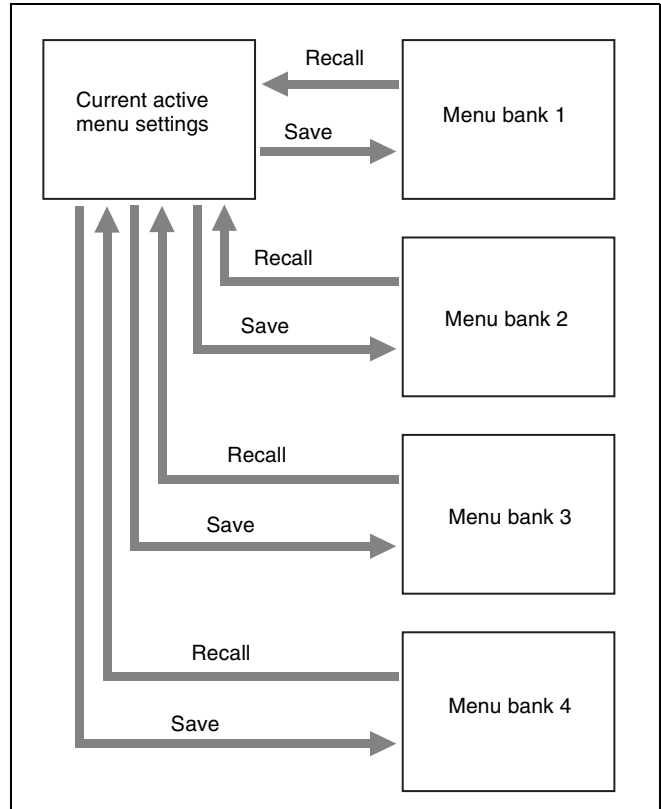 Current active
menu settings
Recall
Save
Menu bank 1
Recall
Save
Menu bank 2
Recall
Save
Menu bank 3
Recall
Save
Menu bank 4